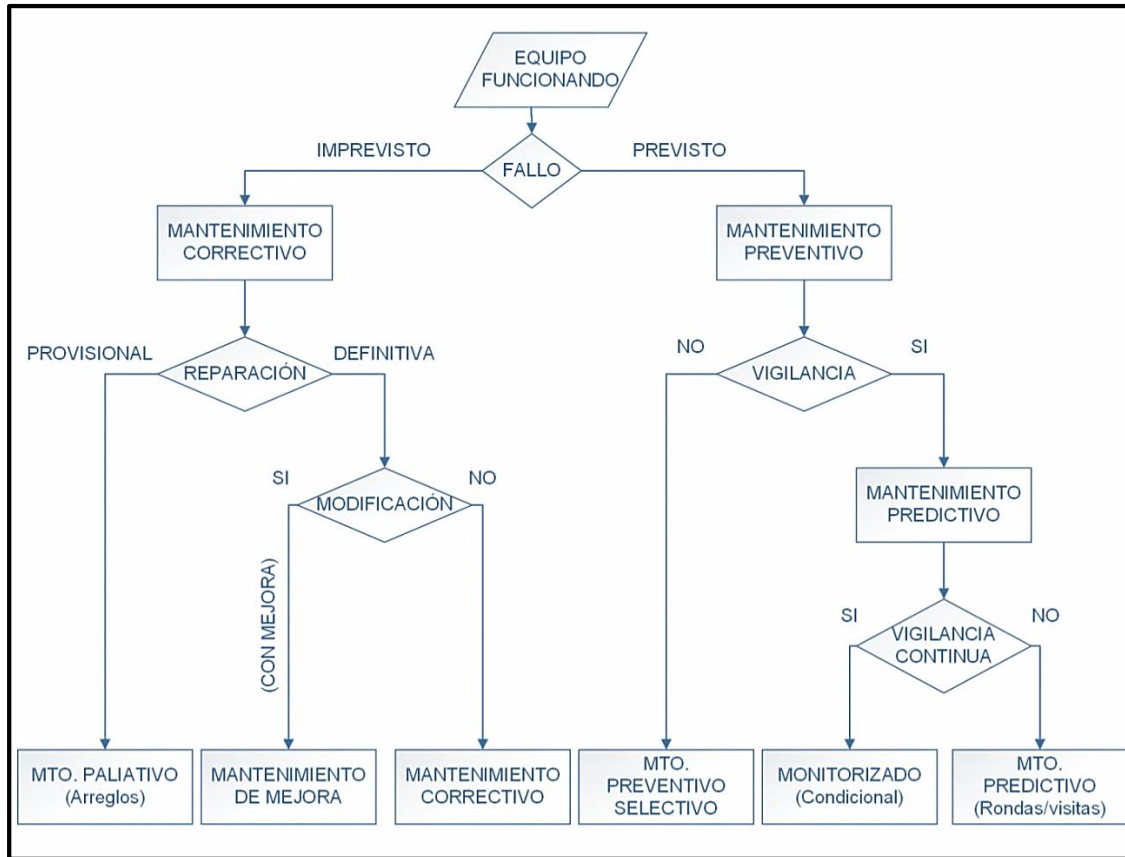 EQUIPO
FUNCIONANDO
IMPREVISTO
PREVISTO
FALLO
MANTENIMIENTO
CORRECTIVO
MANTENIMIENTO
PREVENTIVO
PROVISIONAL
DEFINITIVA
REPARACIÓN
NO
SI
VIGILANCIA
SI
NO
MODIFICACIÓN
MANTENIMIENTO
PREDICTIVO
(CON MEJORA)
SI
NO
VIGILANCIA
CONTINUA
MTO. PALIATIVO
(Arreglos)
MANTENIMIENTO
DE MEJORA
MANTENIMIENTO
CORRECTIVO
MTO.
PREVENTIVO
SELECTIVO
MONITORIZADO
(Condicional)
MTO.
PREDICTIVO
(Rondas/visitas)